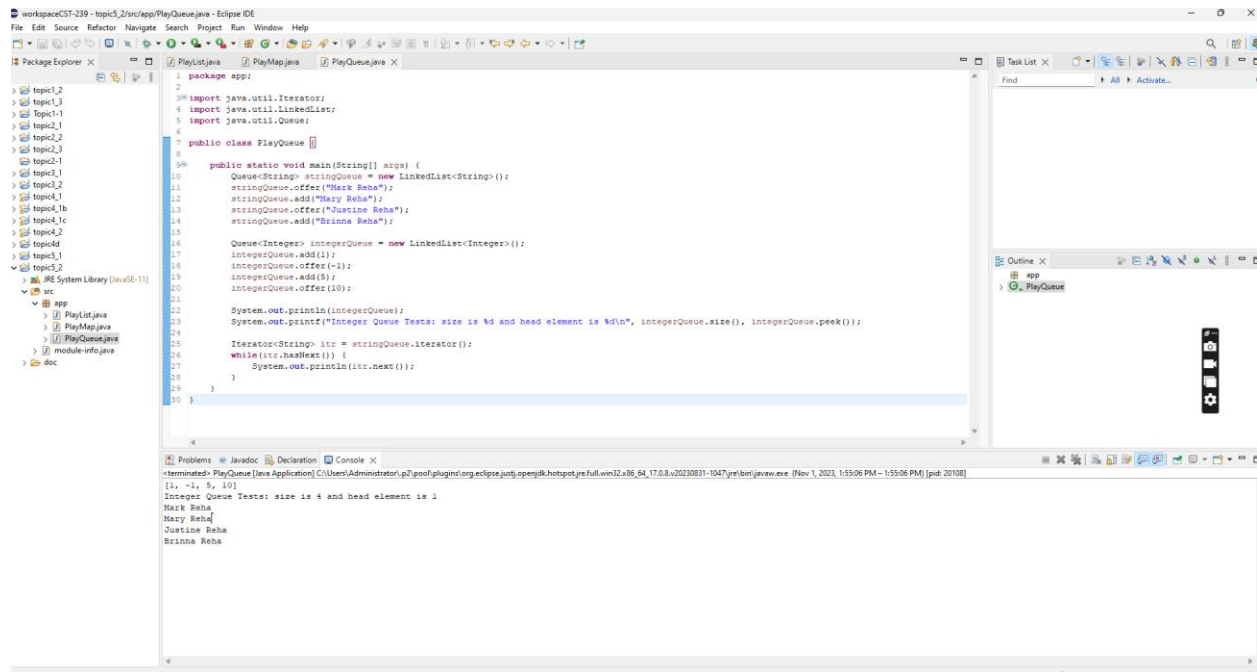 workspaceCST-239 - topic5_2/src/app/PlayQueue.java - Eclipse IDE
File Edit Source Refactor Navigate Search Project Run Window Help
Package Explorer
topic1_2
topic1_3
Topic1-1
topic2_1
topic2_2
topic2_3
topic2-1
topic3_1
topic3_2
topic4_1
topic4_1b
topic4_1c
topic4_2
topic4d
topic5_1
topic5_2
JRE System Library [JavaSE-11]
src
app
PlayList.java
PlayMap.java
PlayQueue.java
module-info.java
doc
PlayList.java PlayMap.java PlayQueue.java
1 package app;
2
3 import java.util.Iterator;
4 import java.util.LinkedList;
5 import java.util.Queue;
6
7 public class PlayQueue {
8
9 public static void main(String[] args) {
10 Queue<String> stringQueue = new LinkedList<String>();
11 stringQueue.offer("Mark Reha");
12 stringQueue.add("Mary Reha");
13 stringQueue.offer("Justine Reha");
14 stringQueue.add("Brinna Reha");
15
16 Queue<Integer> integerQueue = new LinkedList<Integer>();
17 integerQueue.add(1);
18 integerQueue.offer(-1);
19 integerQueue.add(5);
20 integerQueue.offer(10);
21
22 System.out.println(integerQueue);
23 System.out.printf("Integer Queue Tests: size is %d and head element is %d\n", integerQueue.size(), integerQueue.peek());
24
25 Iterator<String> itr = stringQueue.iterator();
26 while(itr.hasNext()) {
27 System.out.println(itr.next());
28 }
29 }
30 }
Task List
Find All Activate...
Outline
app
PlayQueue
Problems Javadoc Declaration Console
<terminated> PlayQueue [Java Application] C:\Users\Administrator\.p2\pool\plugins\org.eclipse.justj.openjdk.hotspot.jre.full.win32.x86_64_17.0.8.v20230831-1047\jre\bin\javaw.exe (Nov 1, 2023, 1:55:06 PM – 1:55:06 PM) [pid: 20108]
[1, -1, 5, 10]
Integer Queue Tests: size is 4 and head element is 1
Mark Reha
Mary Reha
Justine Reha
Brinna Reha